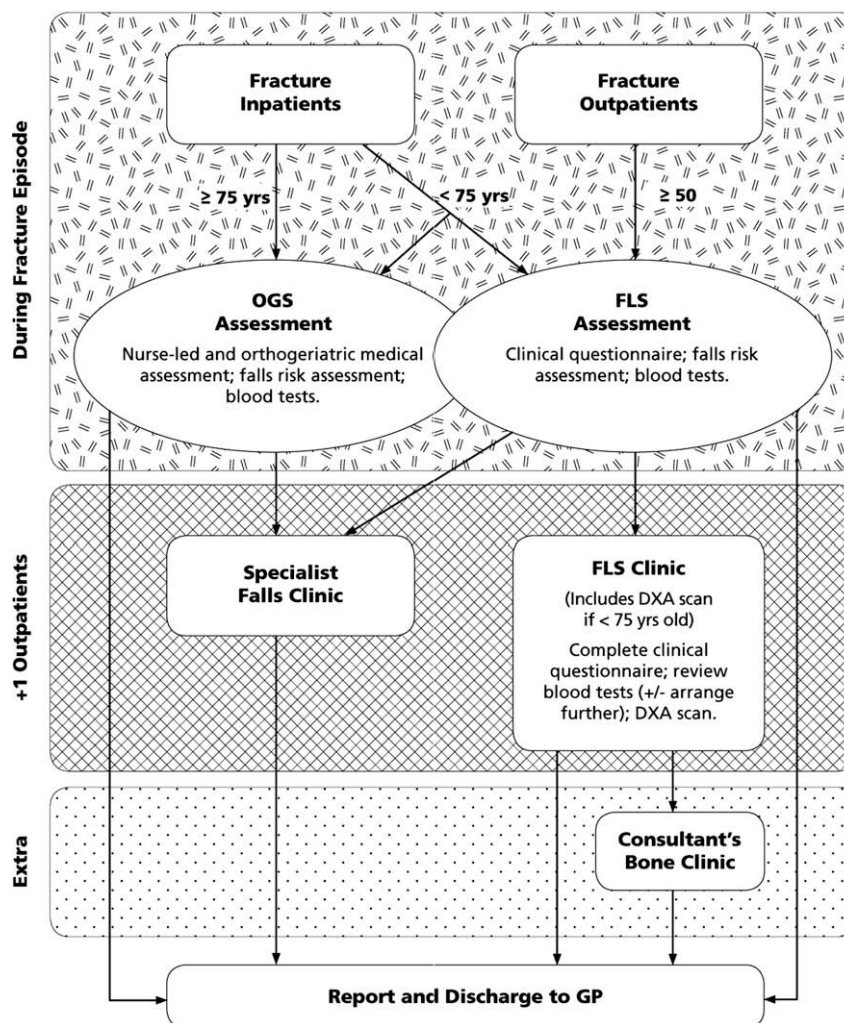 During Fracture Episode
Fracture
Inpatients
Fracture
Outpatients
≥ 75 yrs
< 75 yrs
≥ 50
OGS
Assessment
Nurse-led and orthogeriatric medical
assessment; falls risk assessment;
blood tests.
FLS
Assessment
Clinical questionnaire; falls risk
assessment; blood tests.
+1 Outpatients
Specialist
Falls Clinic
FLS Clinic
(Includes DXA scan
if < 75 yrs old)
Complete clinical
questionnaire; review
blood tests (+/- arrange
further); DXA scan.
Extra
Consultant’s
Bone Clinic
Report and Discharge to GP